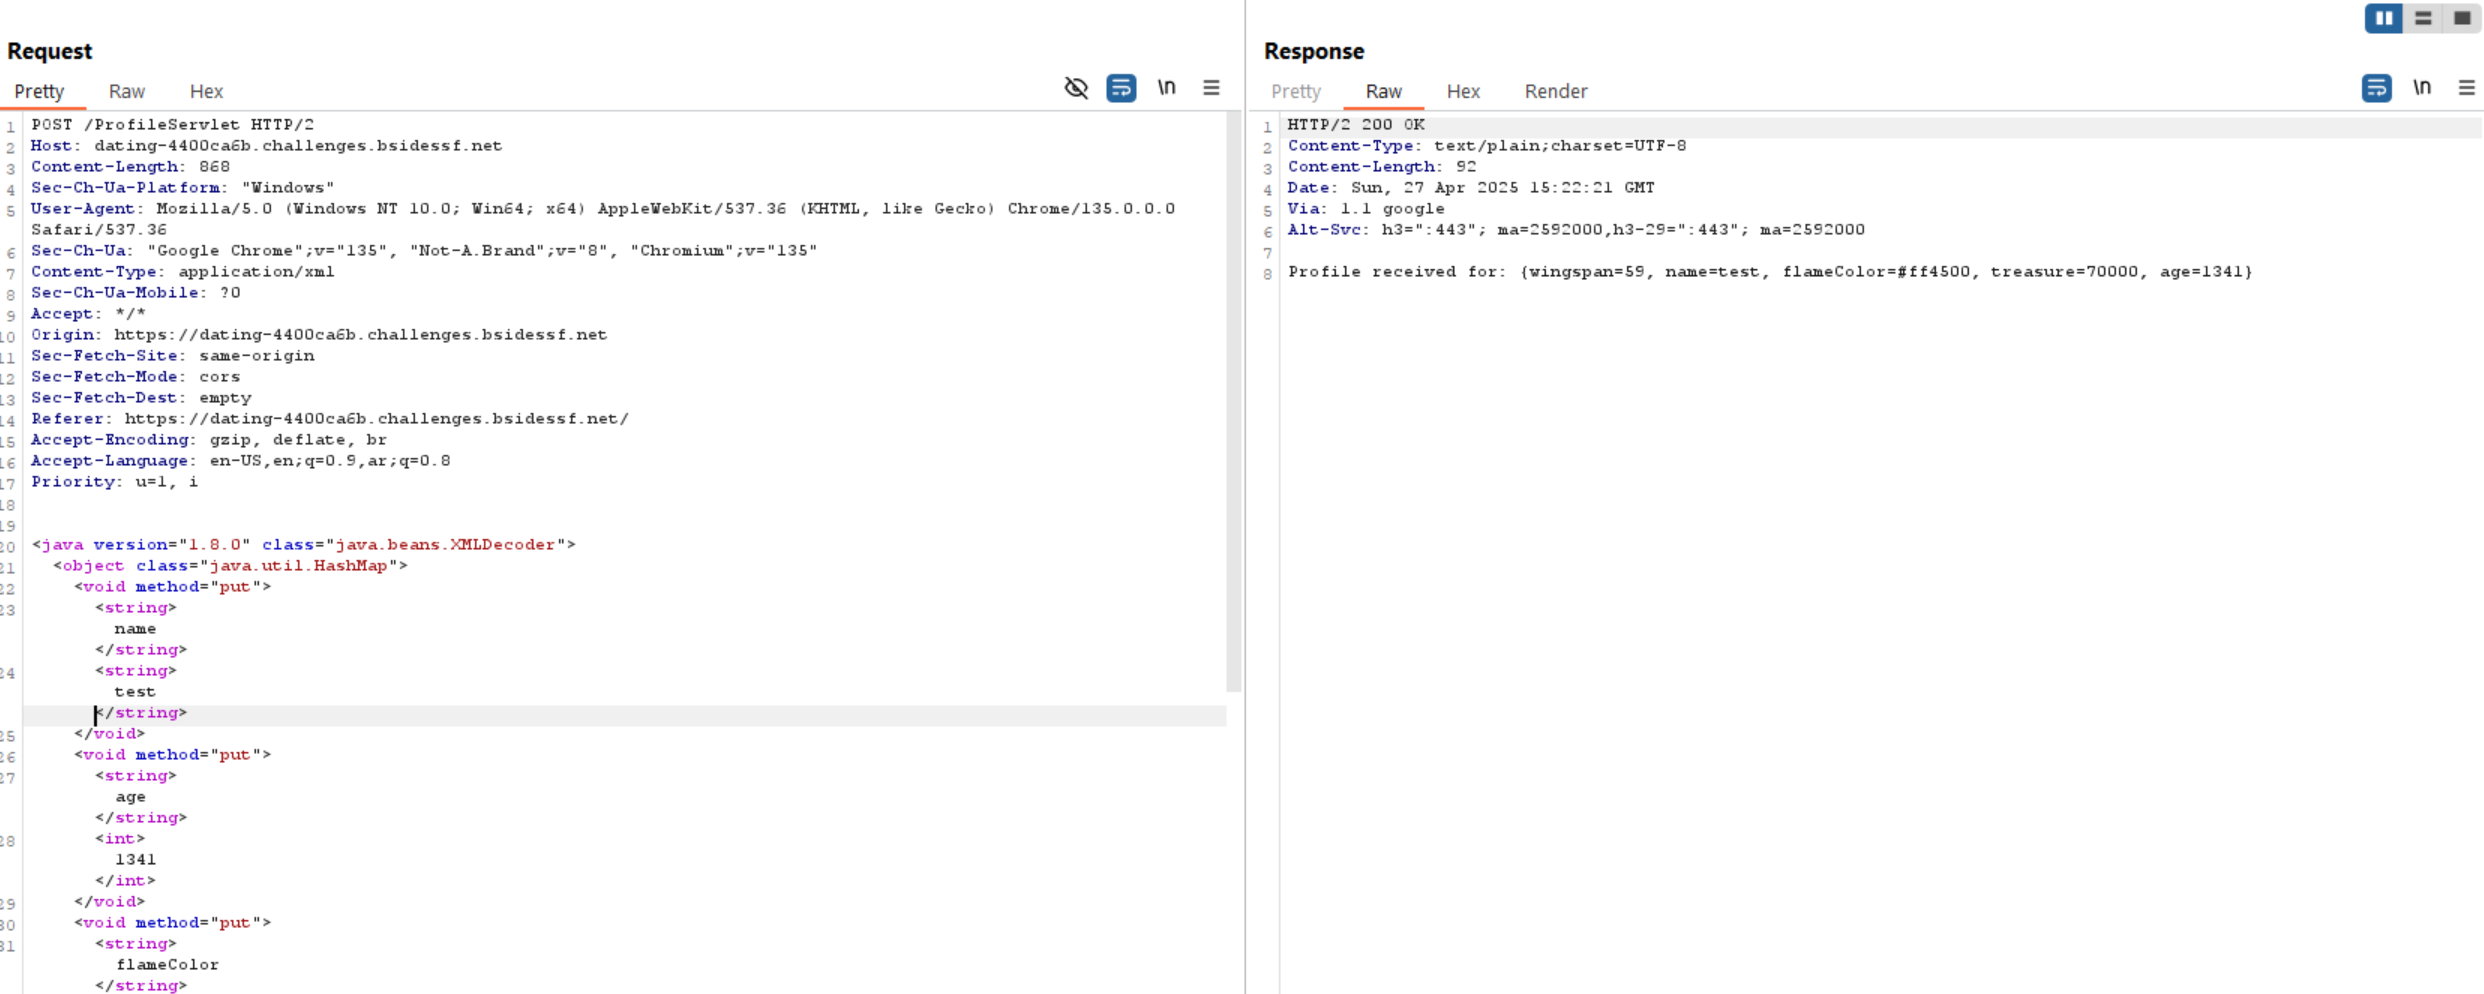 Request
Pretty Raw Hex \n
1 POST /ProfileServlet HTTP/2
2 Host: dating-4400ca6b.challenges.bsidessf.net
3 Content-Length: 868
4 Sec-Ch-Ua-Platform: "Windows"
5 User-Agent: Mozilla/5.0 (Windows NT 10.0; Win64; x64) AppleWebKit/537.36 (KHTML, like Gecko) Chrome/135.0.0.0
Safari/537.36
6 Sec-Ch-Ua: "Google Chrome";v="135", "Not-A.Brand";v="8", "Chromium";v="135"
7 Content-Type: application/xml
8 Sec-Ch-Ua-Mobile: ?0
9 Accept: */*
10 Origin: https://dating-4400ca6b.challenges.bsidessf.net
11 Sec-Fetch-Site: same-origin
12 Sec-Fetch-Mode: cors
13 Sec-Fetch-Dest: empty
14 Referer: https://dating-4400ca6b.challenges.bsidessf.net/
15 Accept-Encoding: gzip, deflate, br
16 Accept-Language: en-US,en;q=0.9,ar;q=0.8
17 Priority: u=1, i
18
19
20 <java version="1.8.0" class="java.beans.XMLDecoder">
21 <object class="java.util.HashMap">
22 <void method="put">
23 <string>
name
</string>
24 <string>
test
</string>
25 </void>
26 <void method="put">
27 <string>
age
</string>
28 <int>
1341
</int>
29 </void>
30 <void method="put">
31 <string>
flameColor
</string>
Response
Pretty Raw Hex Render \n
1 HTTP/2 200 OK
2 Content-Type: text/plain;charset=UTF-8
3 Content-Length: 92
4 Date: Sun, 27 Apr 2025 15:22:21 GMT
5 Via: 1.1 google
6 Alt-Svc: h3=":443"; ma=2592000,h3-29=":443"; ma=2592000
7
8 Profile received for: {wingspan=59, name=test, flameColor=#ff4500, treasure=70000, age=1341}